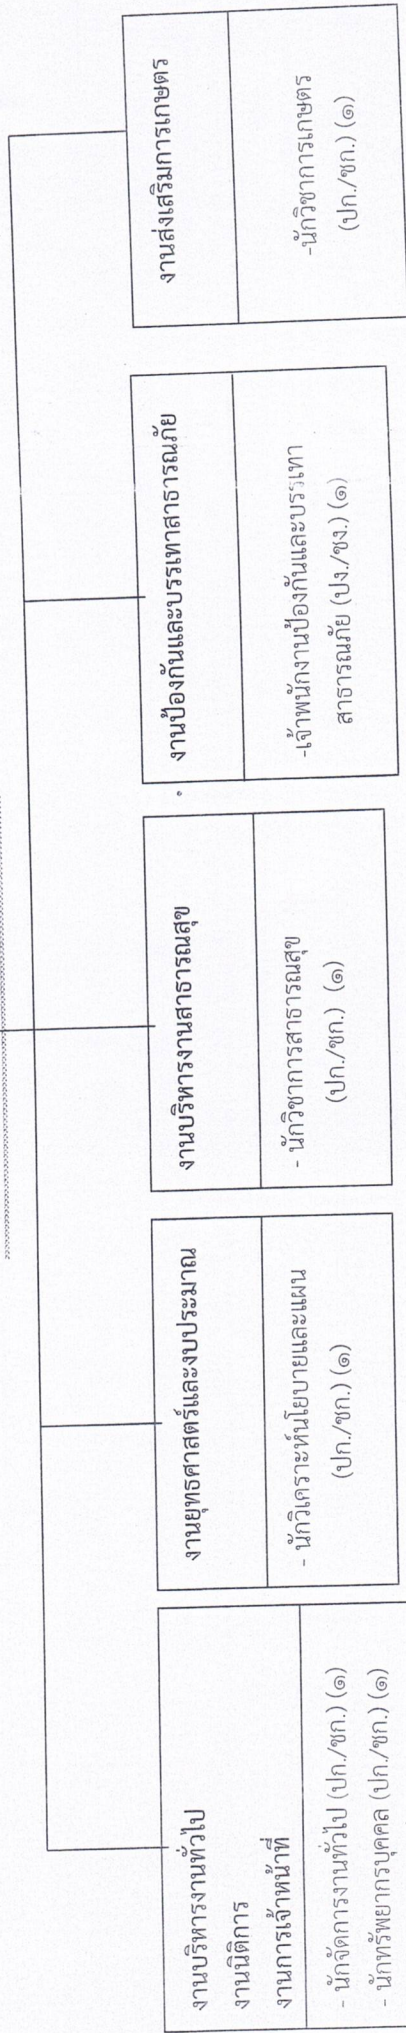 งานบริหารงานทั่วไป
งานนิติการ
งานการเจ้าหน้าที่
- นักจัดการงานทั่วไป (ปก./ชก.) (๑)
- นักทรัพยากรบุคคล (ปก./ชก.) (๑)
งานยุทธศาสตร์และงบประมาณ
- นักวิเคราะห์นโยบายและแผน
(ปก./ชก.) (๑)
งานบริหารงานสาธารณสุข
- นักวิชาการสาธารณสุข
(ปก./ชก.) (๑)
งานป้องกันและบรรเทาสาธารณภัย
-เจ้าพนักงานป้องกันและบรรเทา
สาธารณภัย (ปง./ชง.) (๑)
งานส่งเสริมการเกษตร
-นักวิชาการเกษตร
(ปก./ชก.) (๑)